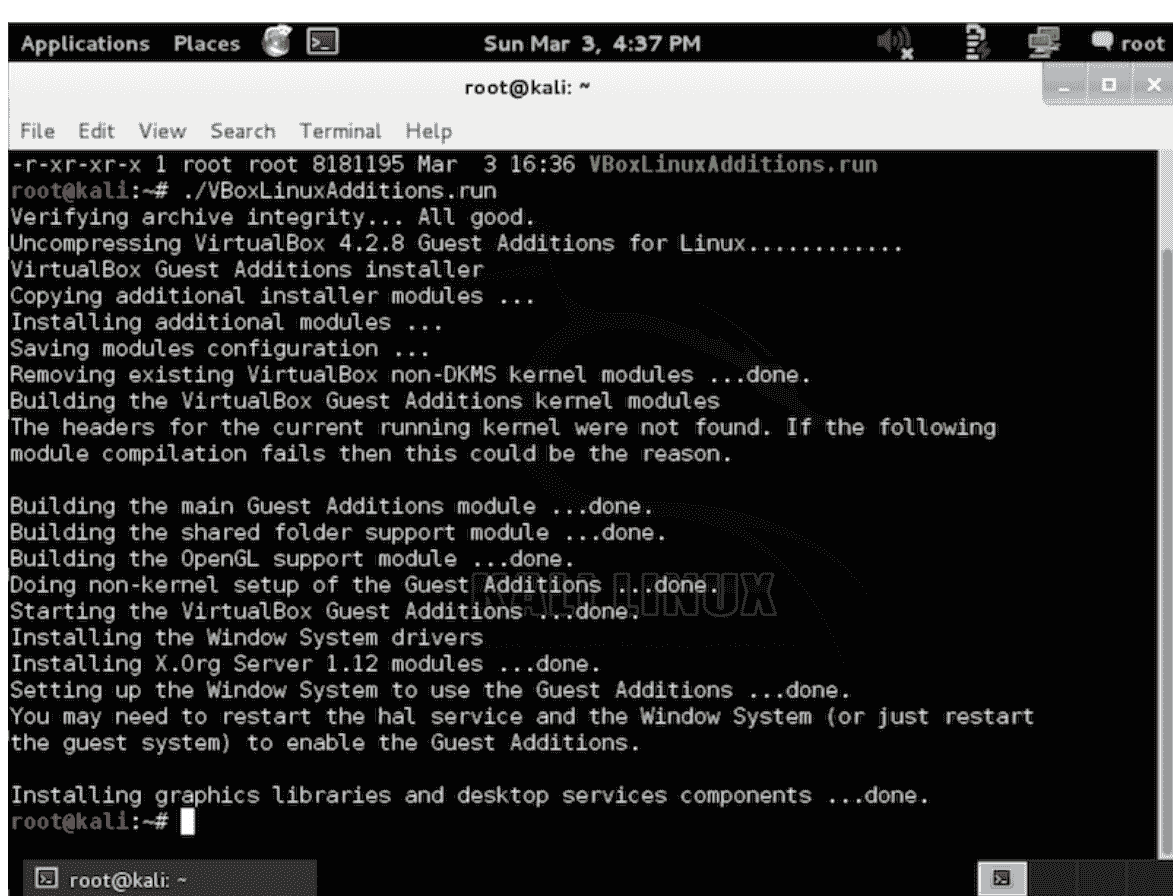 Applications Places Sun Mar 3, 4:37 PM root
root@kali: ~
File Edit View Search Terminal Help
-r-xr-xr-x 1 root root 8181195 Mar  3 16:36 VBoxLinuxAdditions.run
root@kali:~# ./VBoxLinuxAdditions.run
Verifying archive integrity... All good.
Uncompressing VirtualBox 4.2.8 Guest Additions for Linux............
VirtualBox Guest Additions installer
Copying additional installer modules ...
Installing additional modules ...
Saving modules configuration ...
Removing existing VirtualBox non-DKMS kernel modules ...done.
Building the VirtualBox Guest Additions kernel modules
The headers for the current running kernel were not found. If the following
module compilation fails then this could be the reason.

Building the main Guest Additions module ...done.
Building the shared folder support module ...done.
Building the OpenGL support module ...done.
Doing non-kernel setup of the Guest Additions ...done.
Starting the VirtualBox Guest Additions ...done.
KALI LINUX
Installing the Window System drivers
Installing X.Org Server 1.12 modules ...done.
Setting up the Window System to use the Guest Additions ...done.
You may need to restart the hal service and the Window System (or just restart
the guest system) to enable the Guest Additions.

Installing graphics libraries and desktop services components ...done.
root@kali:~#
root@kali: ~